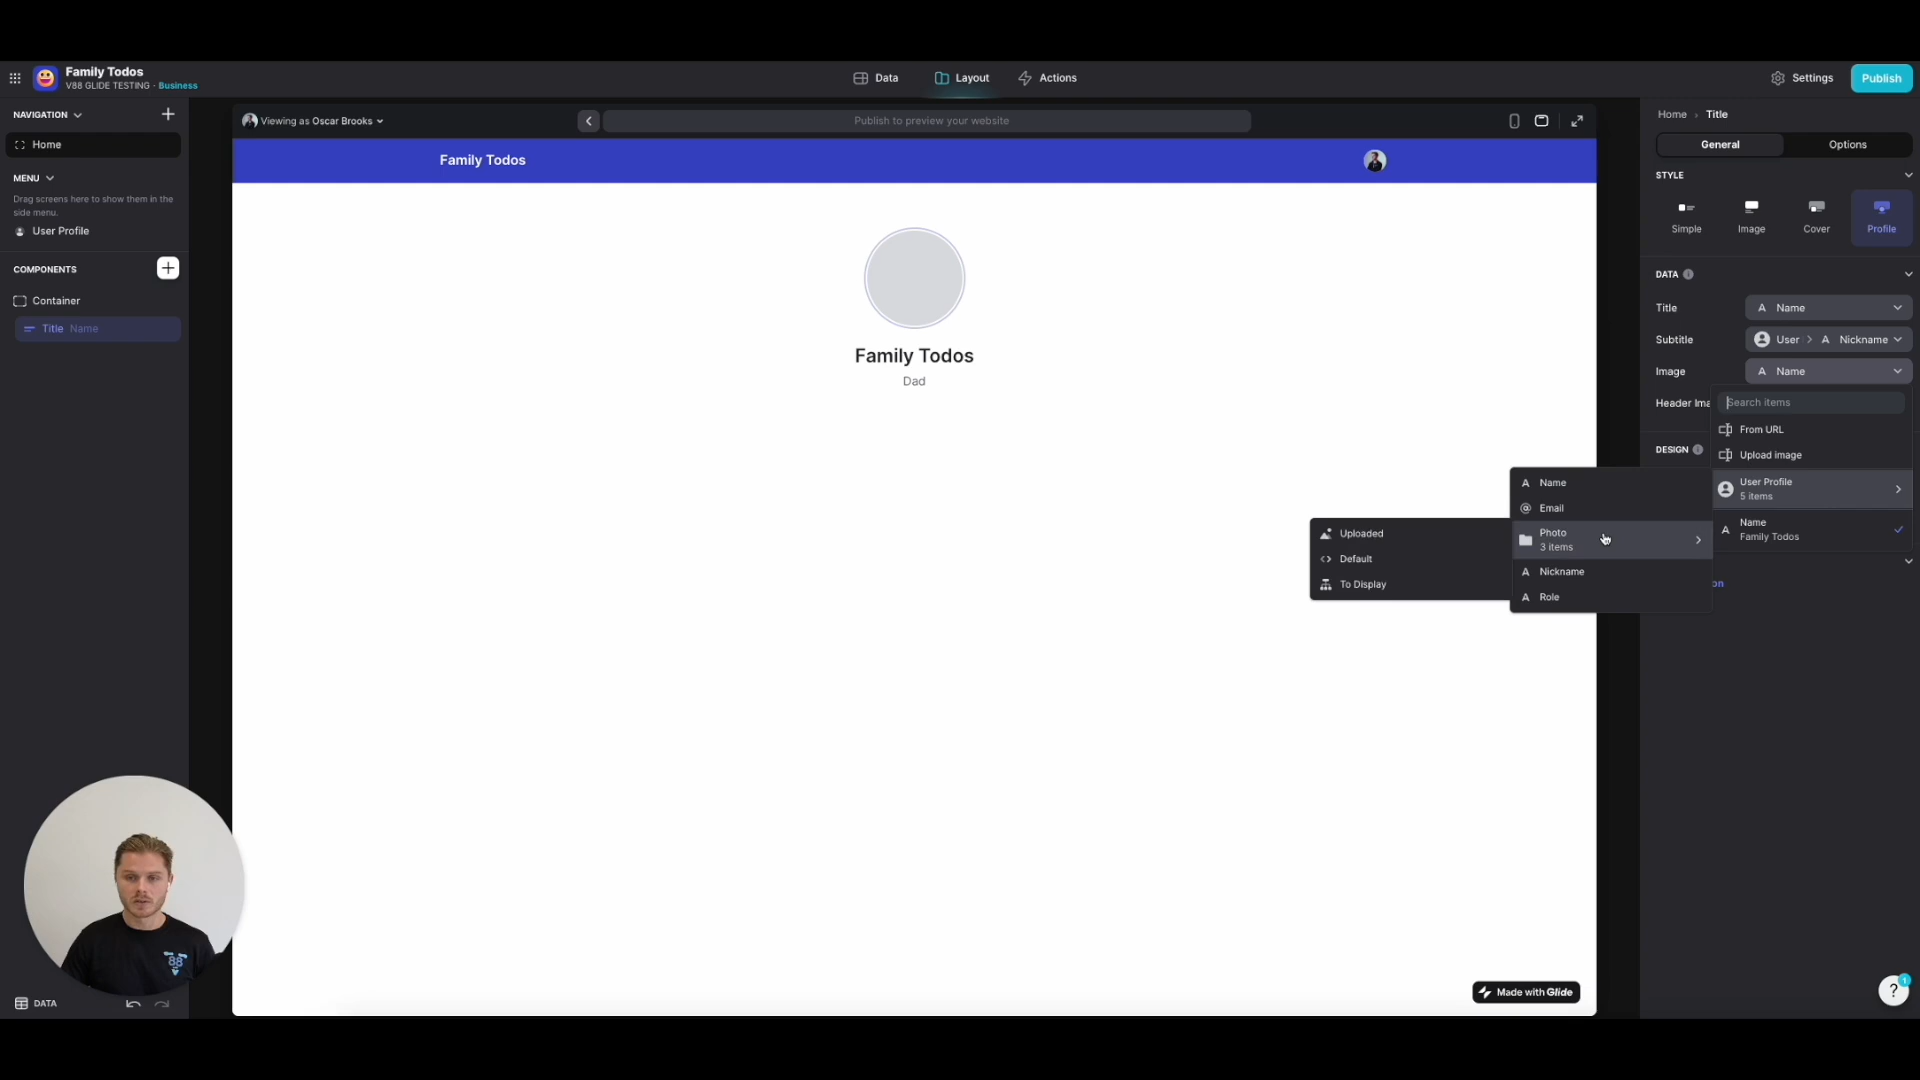 Family Todos
V88 GLIDE TESTING · Business
Data
Layout
Actions
Settings
Publish
NAVIGATION
Home
MENU
Drag screens here to show them in the
side menu.
User Profile
COMPONENTS
Container
Title Name
Viewing as Oscar Brooks
Publish to preview your website
Family Todos
Family Todos
Dad
Home › Title
General
Options
STYLE
Simple
Image
Cover
Profile
DATA
Title
A Name
Subtitle
User > A Nickname
Image
A Name
Header Ima
Search items
From URL
Upload image
DESIGN
User Profile
5 items
A Name
Family Todos
on
A Name
@ Email
Photo
3 items
A Nickname
A Role
Uploaded
Default
To Display
88
DATA
Made with Glide
?
1